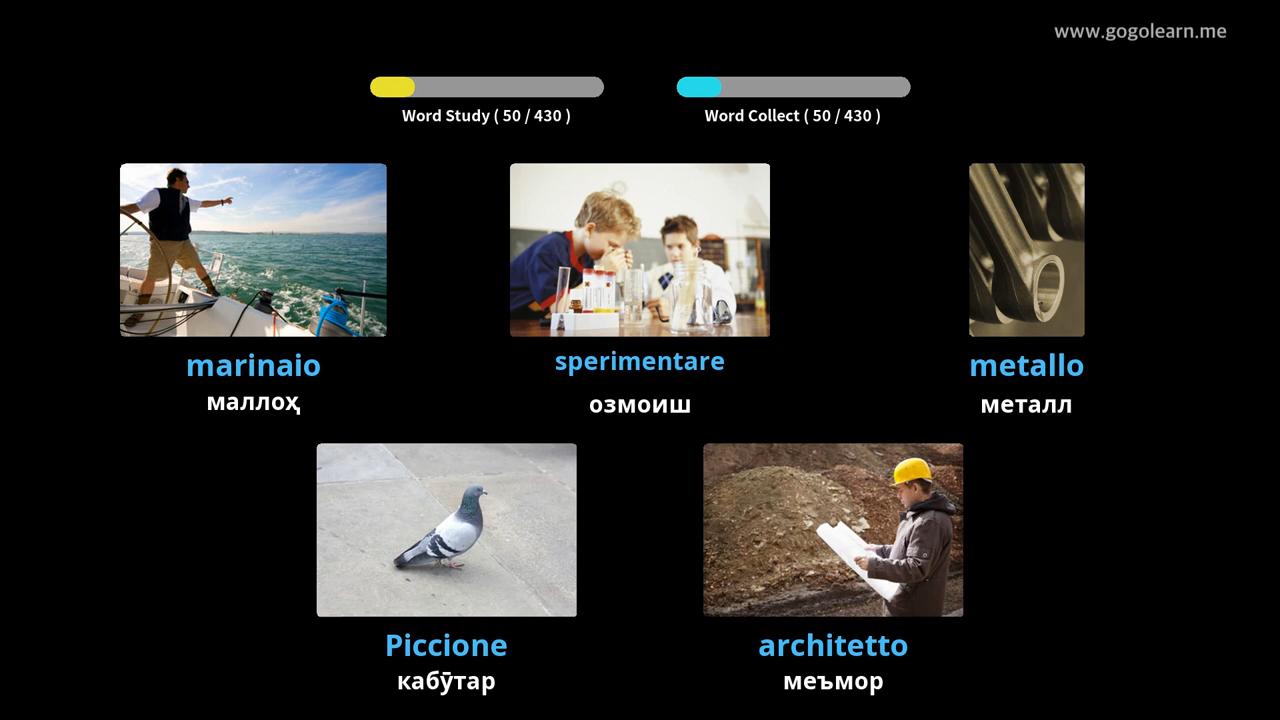 www.gogolearn.me
Word Study ( 50 / 430 )
Word Collect ( 50 / 430 )
marinaio
маллоҳ
sperimentare
озмоиш
metallo
металл
Piccione
кабӯтар
architetto
меъмор